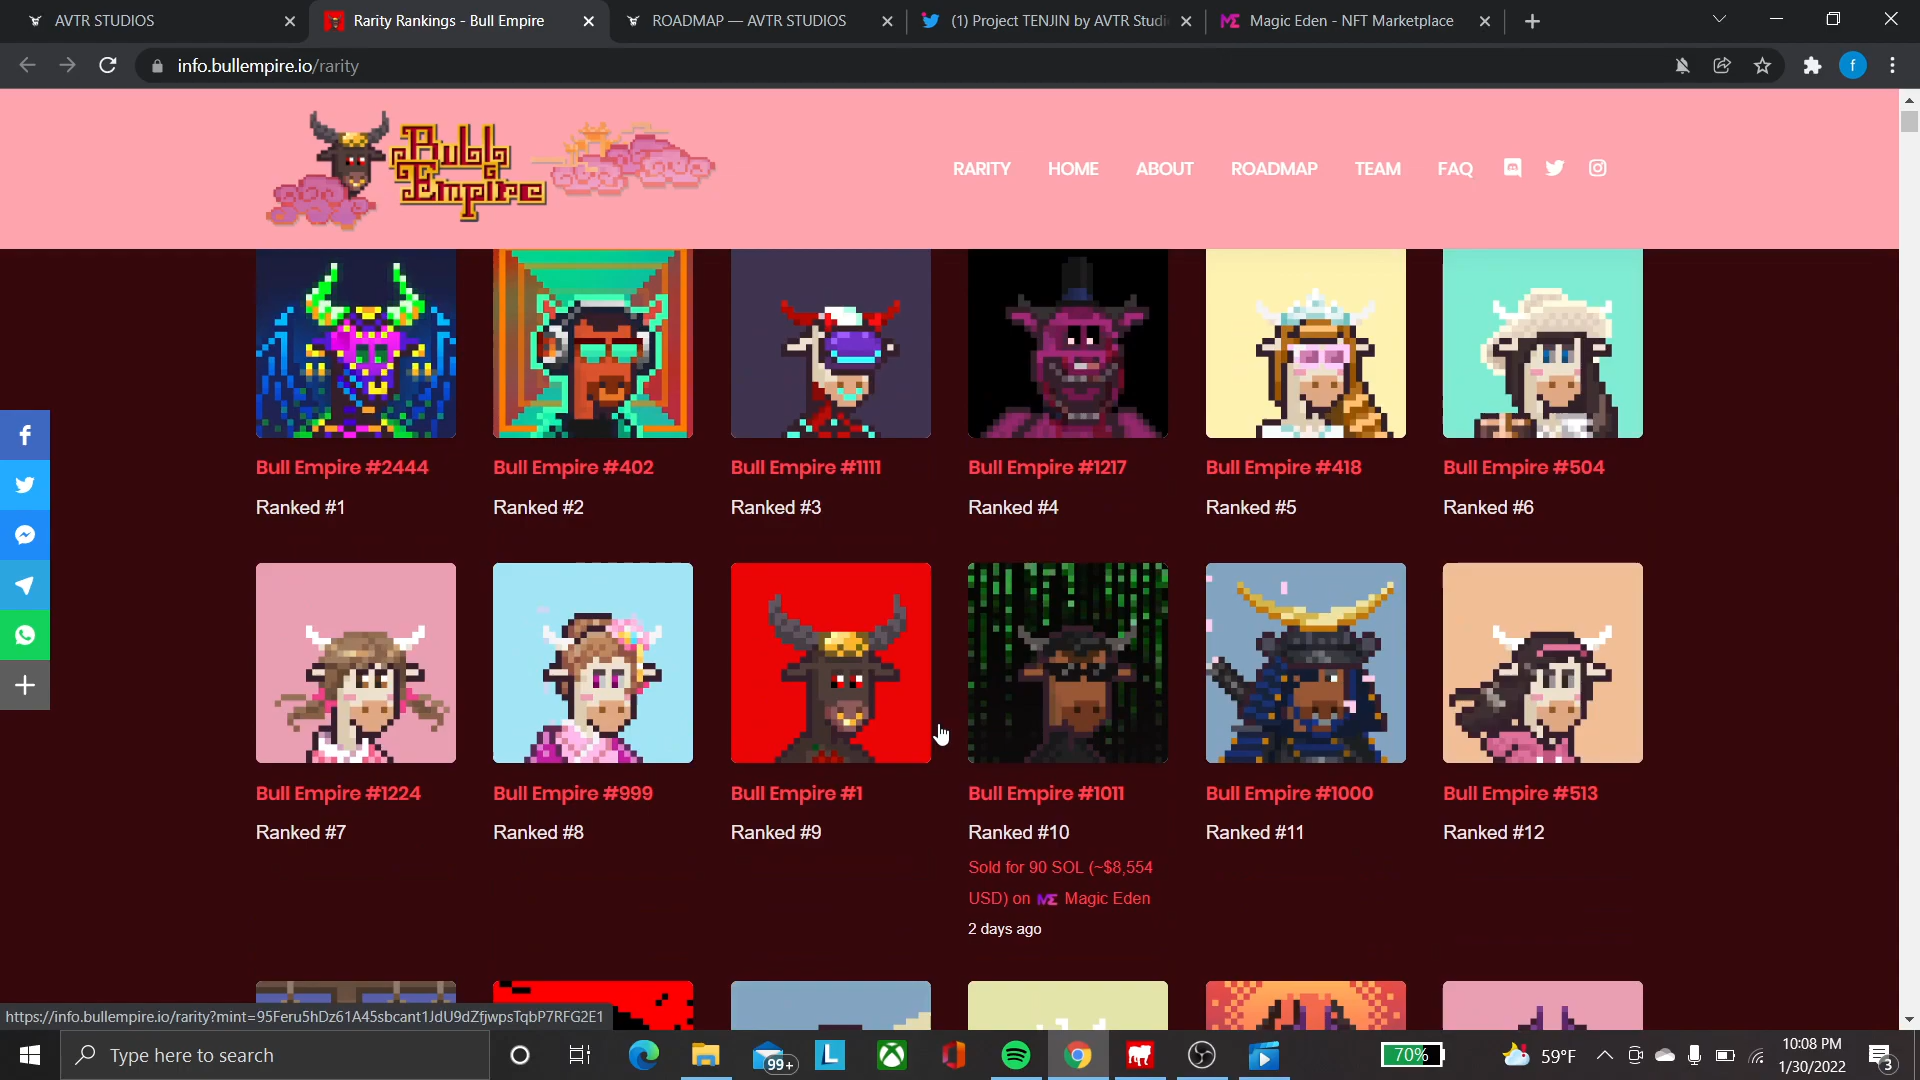 AVTR STUDIOS
Rarity Rankings - Bull Empire
ROADMAP — AVTR STUDIOS
(1) Project TENJIN by AVTR Studi
Magic Eden - NFT Marketplace
info.bullempire.io/rarity
f
Bull
Empire
RARITY
HOME
ABOUT
ROADMAP
TEAM
FAQ
Bull Empire #2444
Bull Empire #402
Bull Empire #1111
Bull Empire #1217
Bull Empire #418
Bull Empire #504
Ranked #1
Ranked #2
Ranked #3
Ranked #4
Ranked #5
Ranked #6
Bull Empire #1224
Bull Empire #999
Bull Empire #1
Bull Empire #1011
Bull Empire #1000
Bull Empire #513
Ranked #7
Ranked #8
Ranked #9
Ranked #10
Ranked #11
Ranked #12
Sold for 90 SOL (~$8,554
USD) on ME Magic Eden
2 days ago
https://info.bullempire.io/rarity?mint=95Feru5hDz61A45sbcant1JdU9dZfjwpsTqbP7RFG2E1
Type here to search
99+
L
70%
59°F
10:08 PM
1/30/2022
3